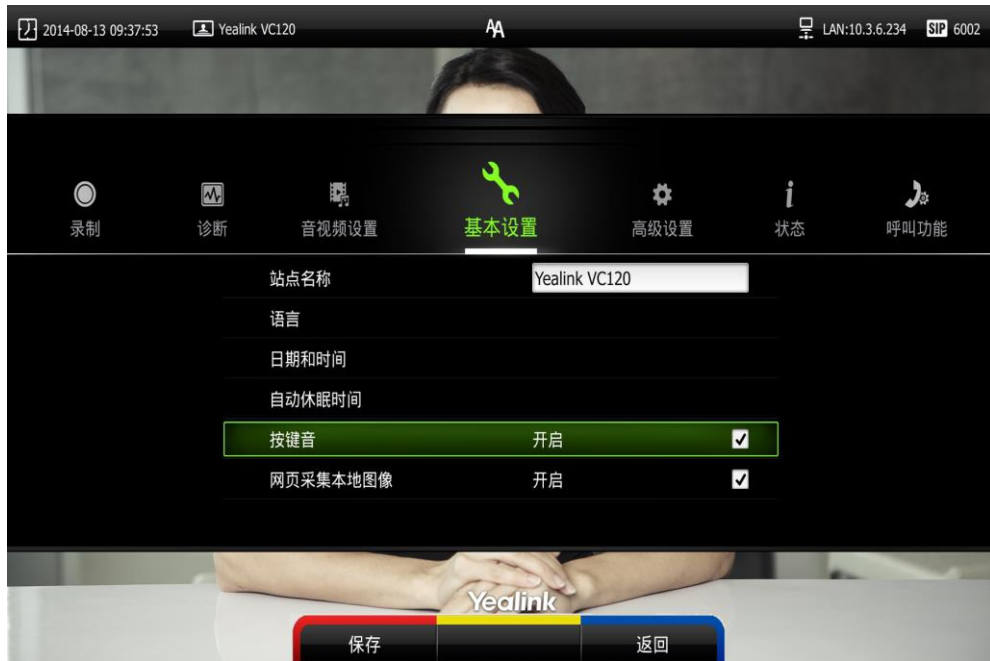 2014-08-13 09:37:53 Yealink VC120 AA LAN:10.3.6.234 SIP 6002
录制 诊断 音视频设置 基本设置 高级设置 状态 呼叫功能
站点名称 Yealink VC120
语言
日期和时间
自动休眠时间
按键音 开启
网页采集本地图像 开启
Yealink
保存 返回